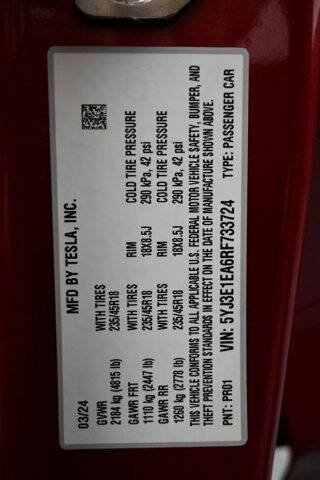 MFD BY TESLA, INC.
03/24
GVWR WITH TIRES RIM COLD TIRE PRESSURE
2184 kg (4815 lb) 235/45R18 18X8.5J 290 kPa, 42 psi
GAWR FRT WITH TIRES RIM COLD TIRE PRESSURE
1110 kg (2447 lb) 235/45R18 18X8.5J 290 kPa, 42 psi
GAWR RR
1260 kg (2778 lb)
THIS VEHICLE CONFORMS TO ALL APPLICABLE U.S. FEDERAL MOTOR VEHICLE SAFETY, BUMPER, AND
THEFT PREVENTION STANDARDS IN EFFECT ON THE DATE OF MANUFACTURE SHOWN ABOVE.
VIN: 5YJ3E1EA6RF733724
PNT: PR01 TYPE: PASSENGER CAR